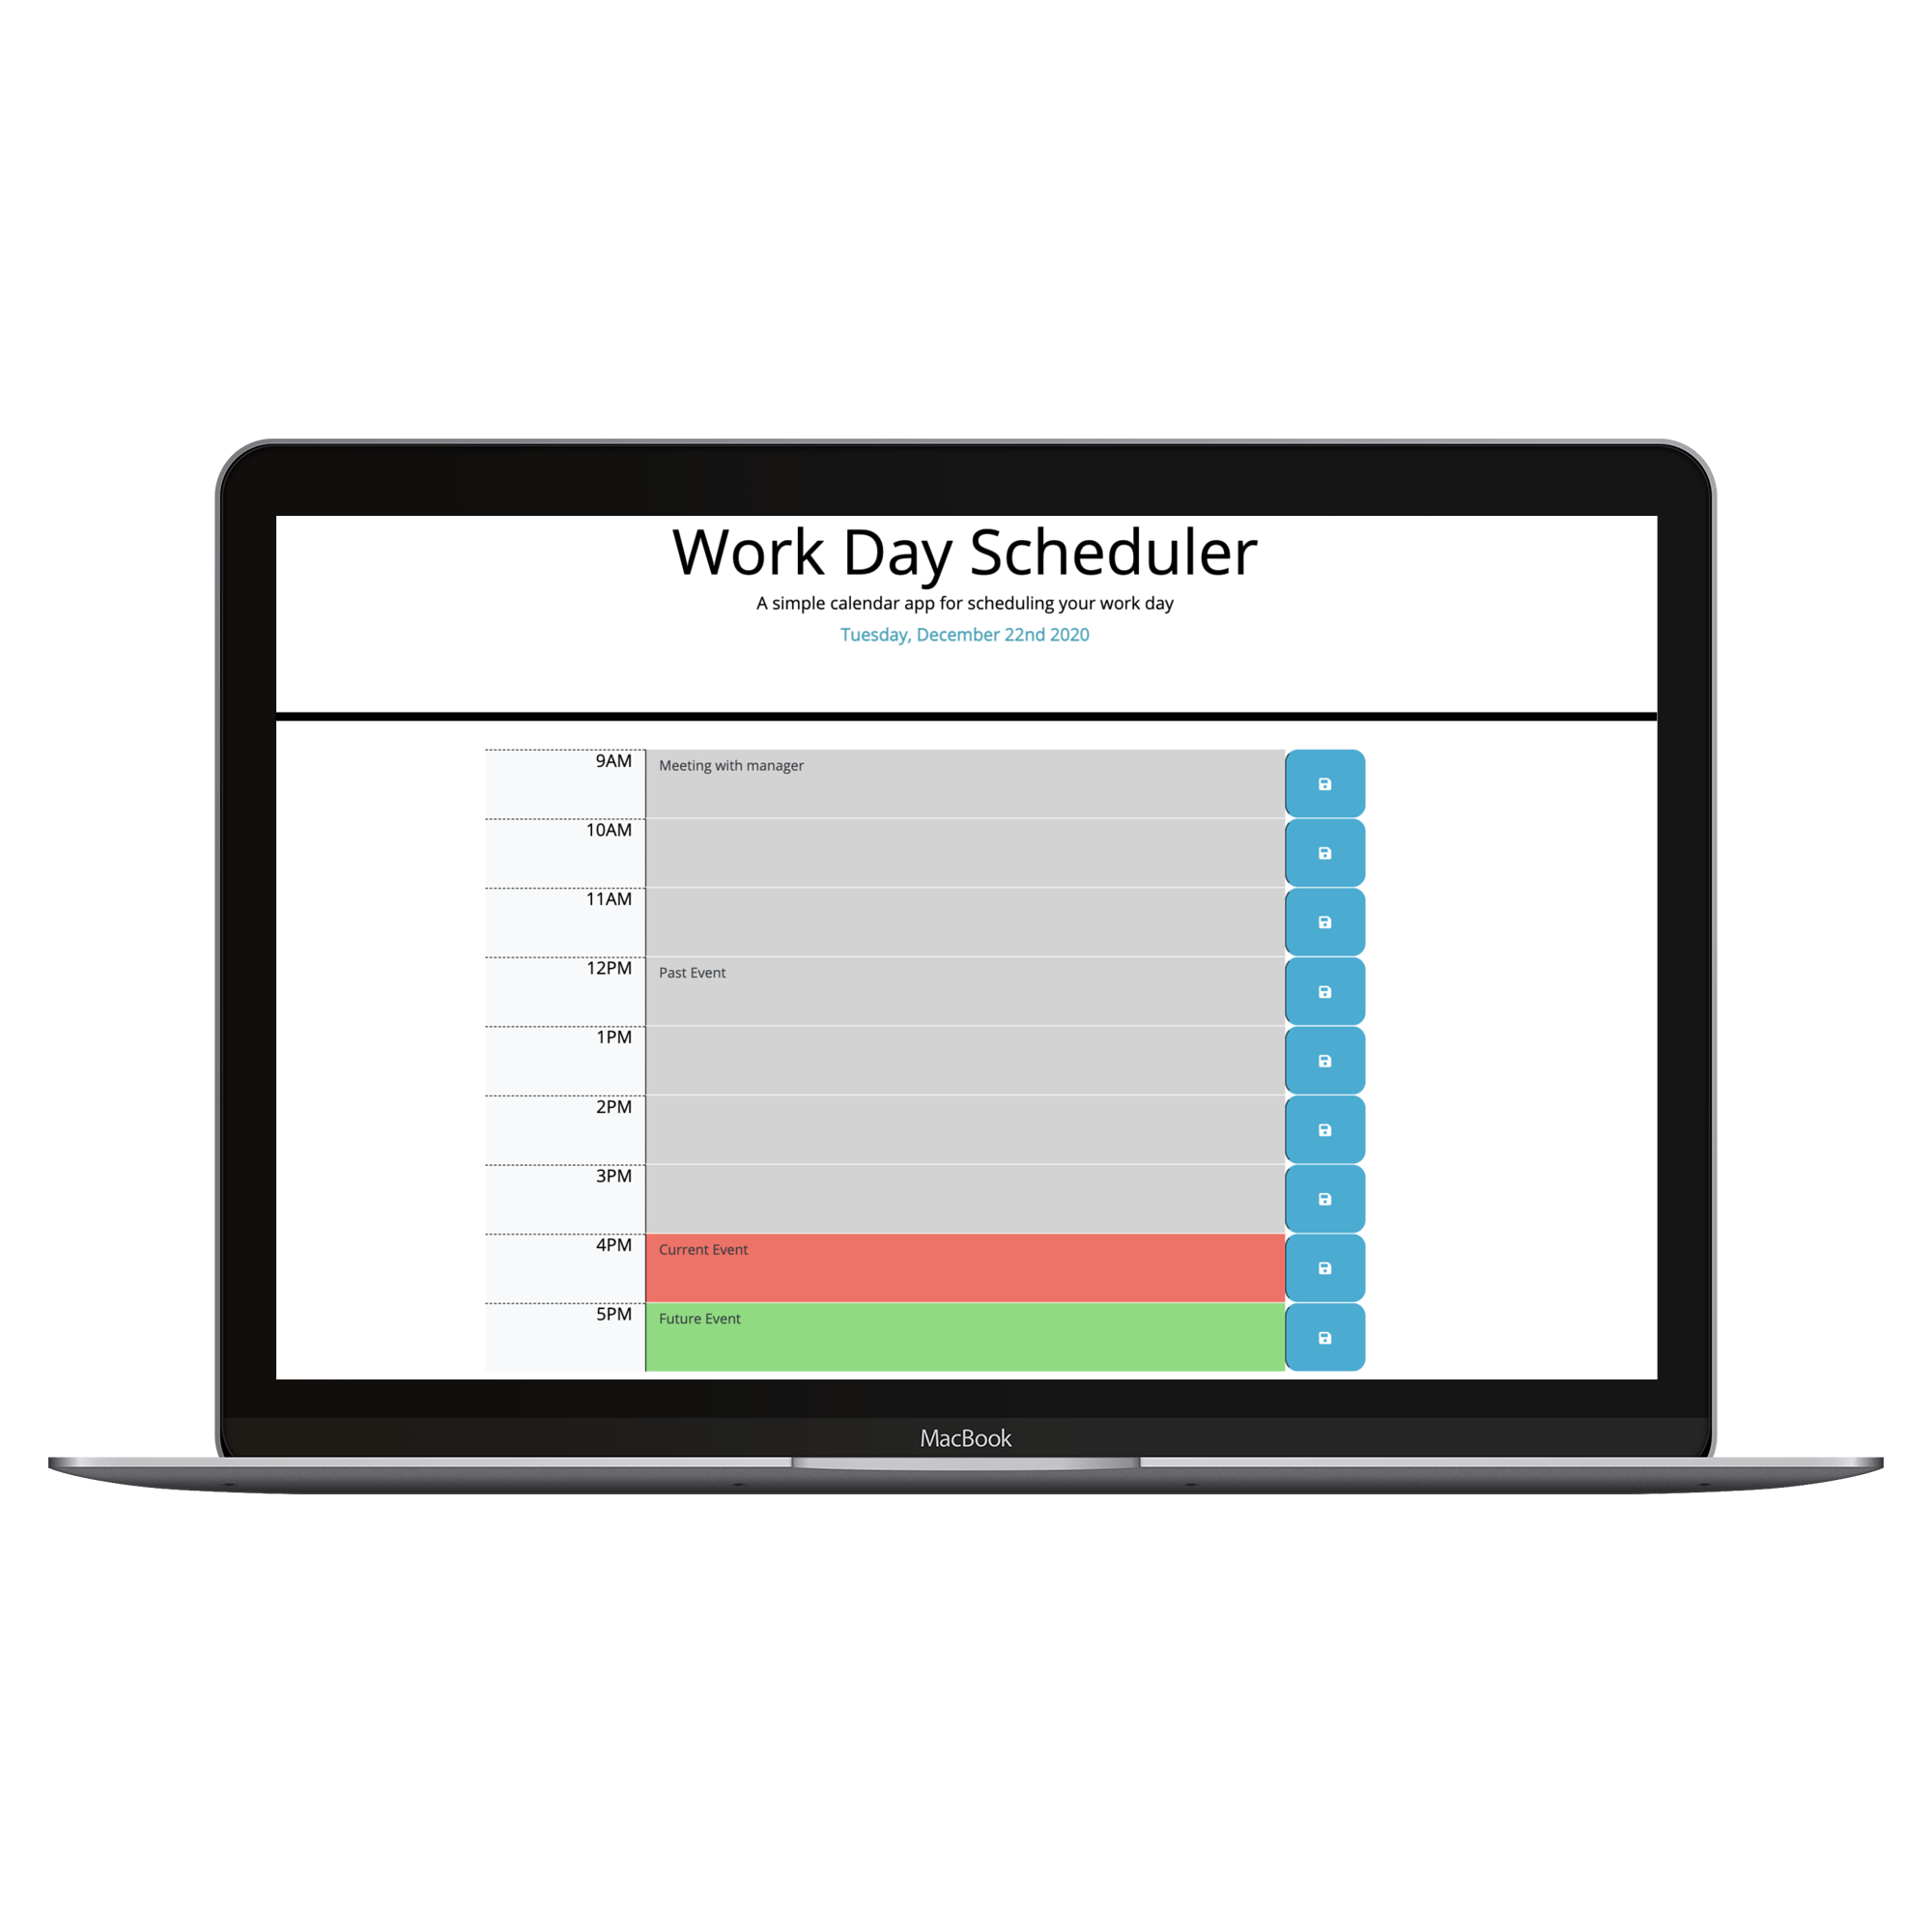 Work Day Scheduler
A simple calendar app for scheduling your work day
Tuesday, December 22nd 2020
9AM Meeting with manager
10AM
11AM
12PM Past Event
1PM
2PM
3PM
4PM Current Event
5PM Future Event
MacBook